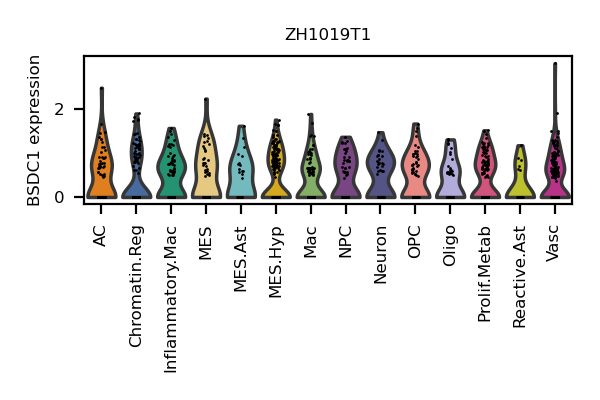 ZH1019T1
BSDC1 expression
2
0
AC
Chromatin.Reg
Inflammatory.Mac
MES
MES.Ast
MES.Hyp
Mac
NPC
Neuron
OPC
Oligo
Prolif.Metab
Reactive.Ast
Vasc